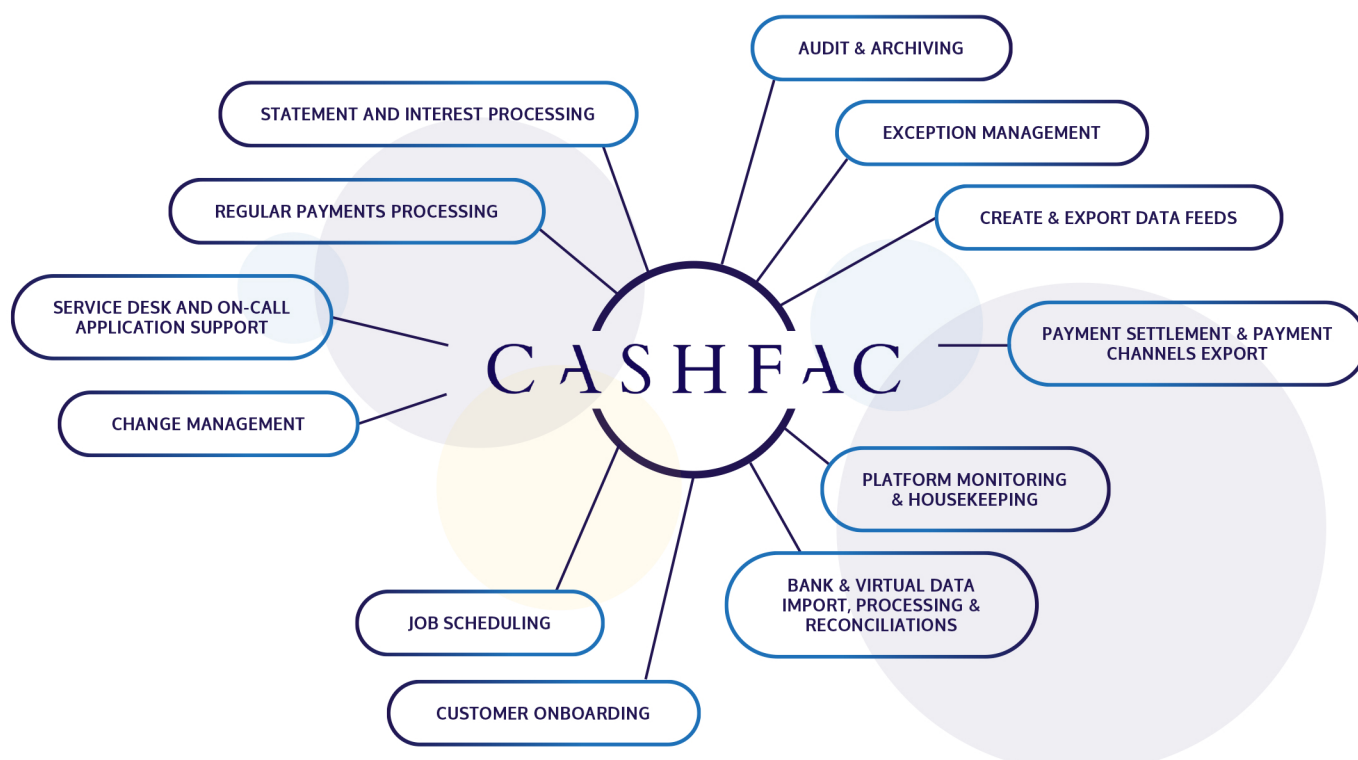 AUDIT & ARCHIVING
STATEMENT AND INTEREST PROCESSING
EXCEPTION MANAGEMENT
REGULAR PAYMENTS PROCESSING
CREATE & EXPORT DATA FEEDS
SERVICE DESK AND ON-CALL
APPLICATION SUPPORT
PAYMENT SETTLEMENT & PAYMENT
CHANNELS EXPORT
CASHFAC
CHANGE MANAGEMENT
PLATFORM MONITORING
& HOUSEKEEPING
BANK & VIRTUAL DATA
IMPORT, PROCESSING &
RECONCILIATIONS
JOB SCHEDULING
CUSTOMER ONBOARDING